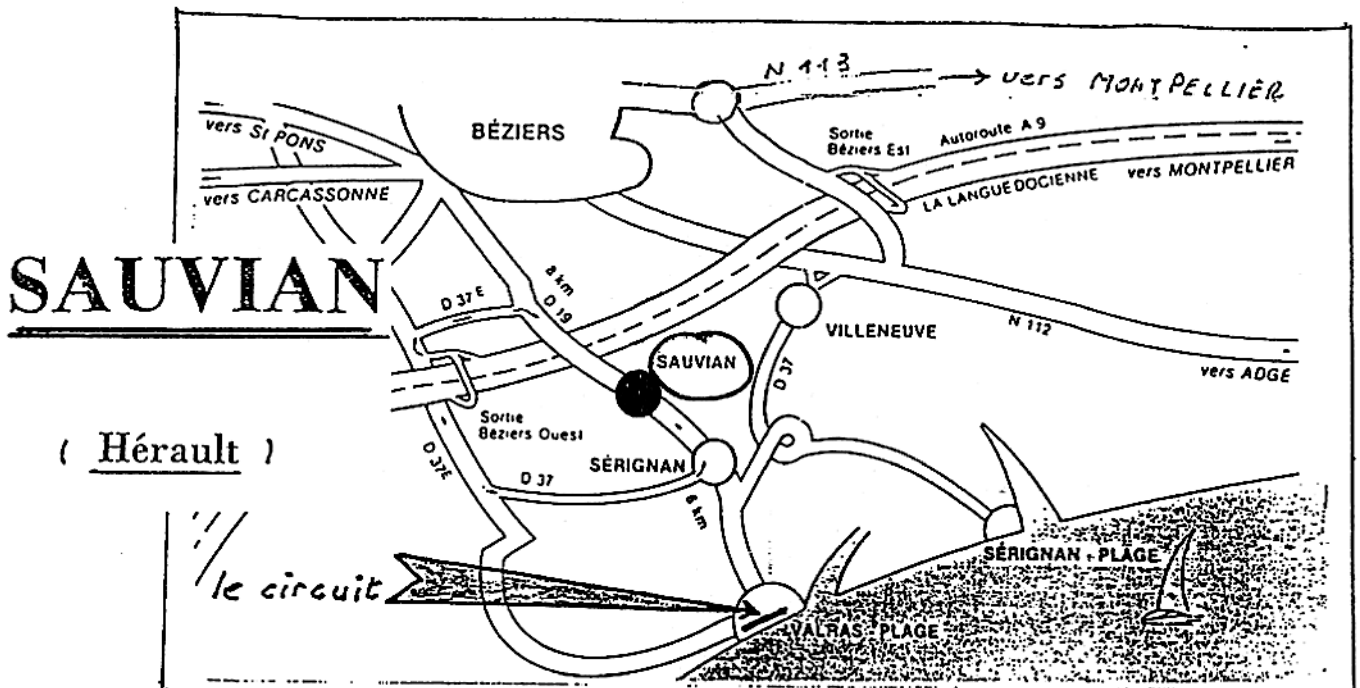 N 113 → vers MONTPELLIER
BÉZIERS
vers St PONS
Sortie
Béziers Est
Autoroute A 9
vers CARCASSONNE
LA LANGUEDOCIENNE
vers MONTPELLIER
SAUVIAN
D 37 E
8 km
D 19
VILLENEUVE
N 112
SAUVIAN
vers ADGE
D 37
Sortie
Béziers Ouest
( Hérault )
D 37E
SÉRIGNAN
D 37
8 km
SÉRIGNAN - PLAGE
le circuit
VALRAS - PLAGE